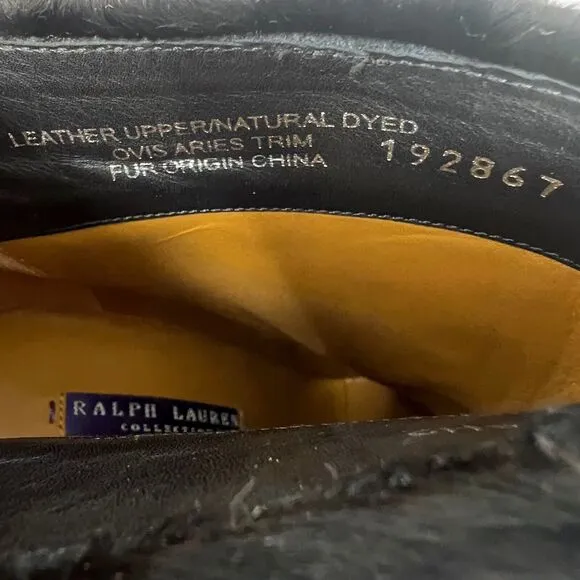 LEATHER UPPER/NATURAL DYED
OVIS ARIES TRIM
FUR ORIGIN CHINA
192867
RALPH LAUREN
COLLECTION